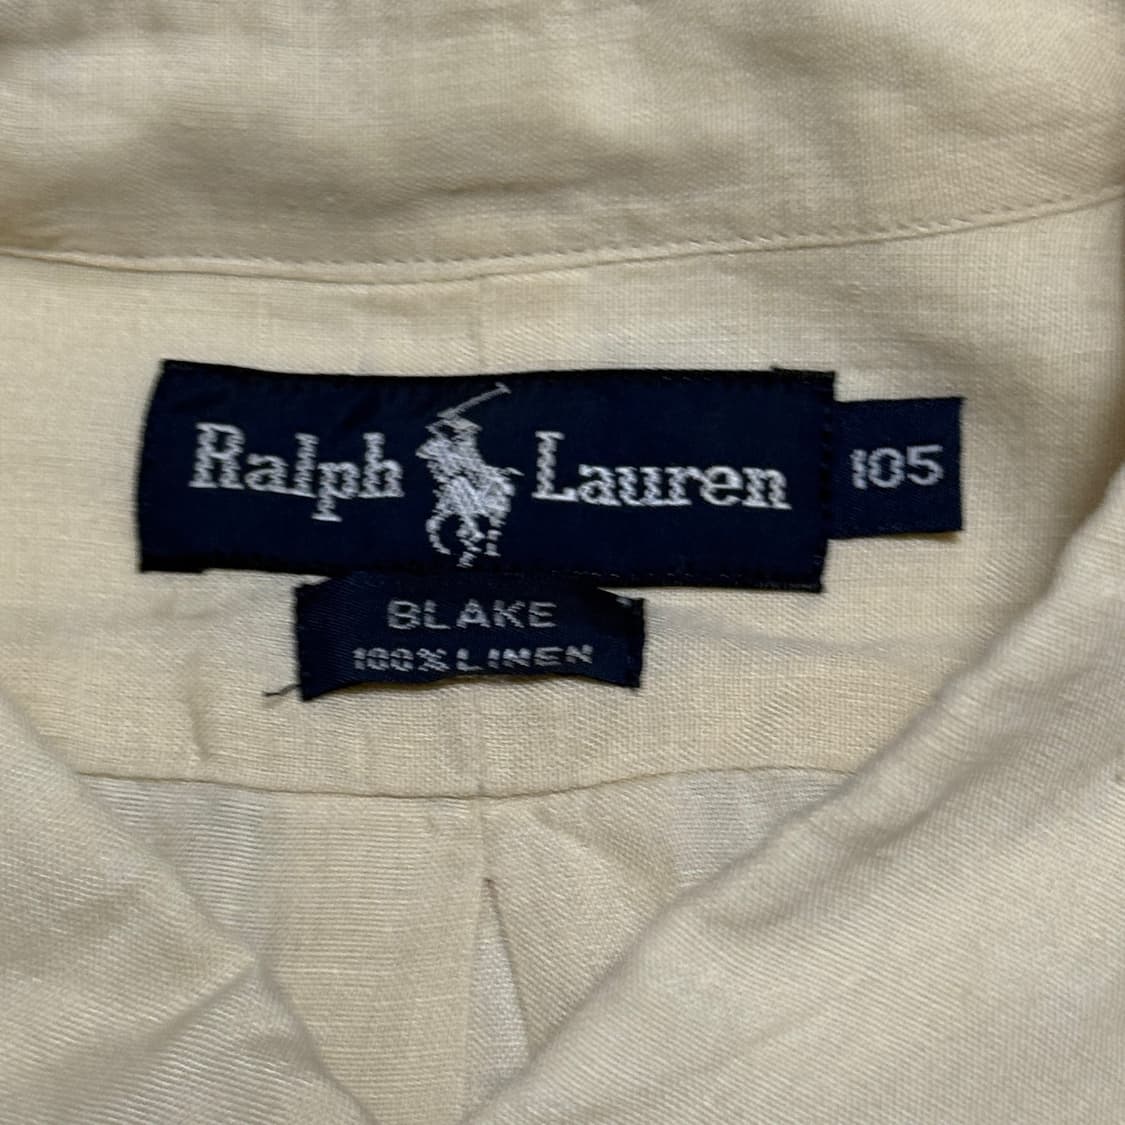 Ralph Lauren
105
BLAKE
100% LINEN